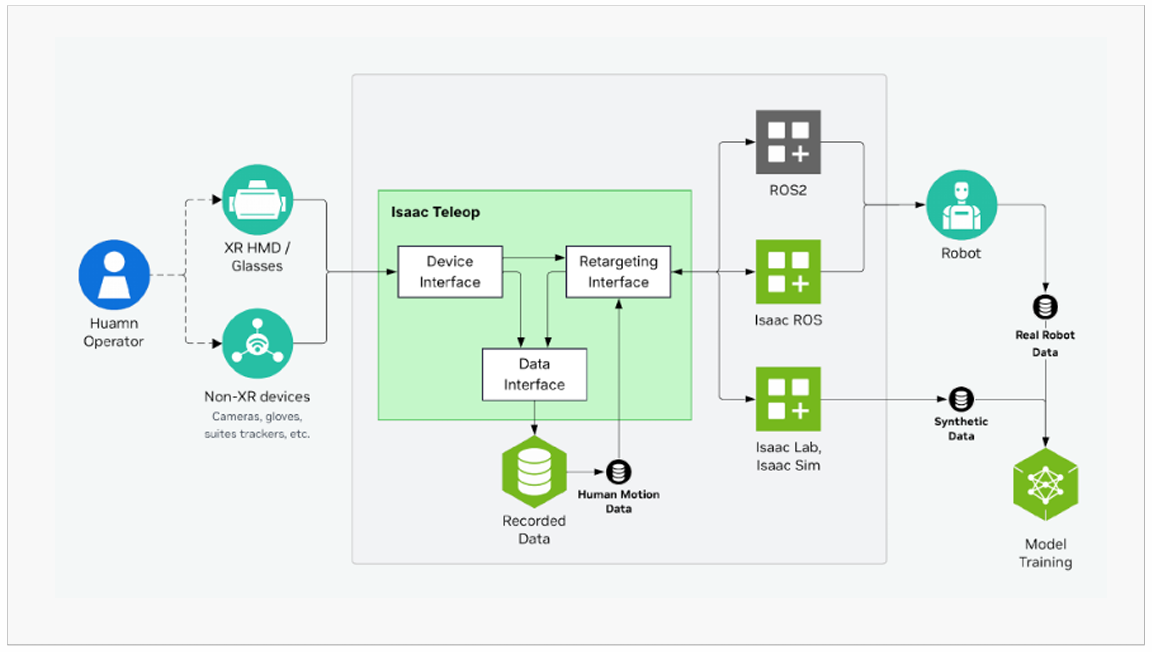 Huamn
Operator
XR HMD /
Glasses
Non-XR devices
Cameras, gloves,
suites trackers, etc.
Isaac Teleop
Device
Interface
Retargeting
Interface
Data
Interface
Recorded
Data
Human Motion
Data
ROS2
Isaac ROS
Isaac Lab,
Isaac Sim
Robot
Real Robot
Data
Synthetic
Data
Model
Training